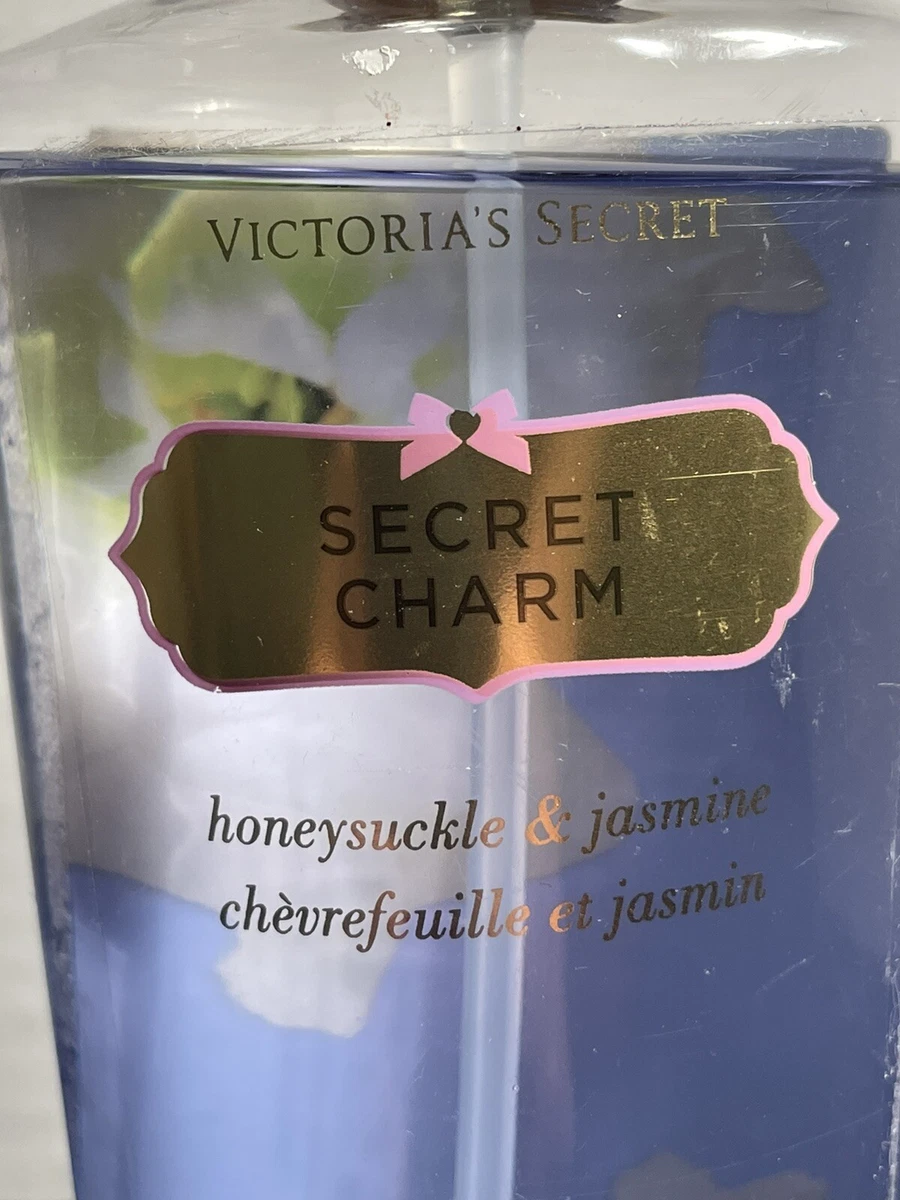 VICTORIA'S SECRET
SECRET
CHARM
honeysuckle & jasmine
chèvrefeuille et jasmin